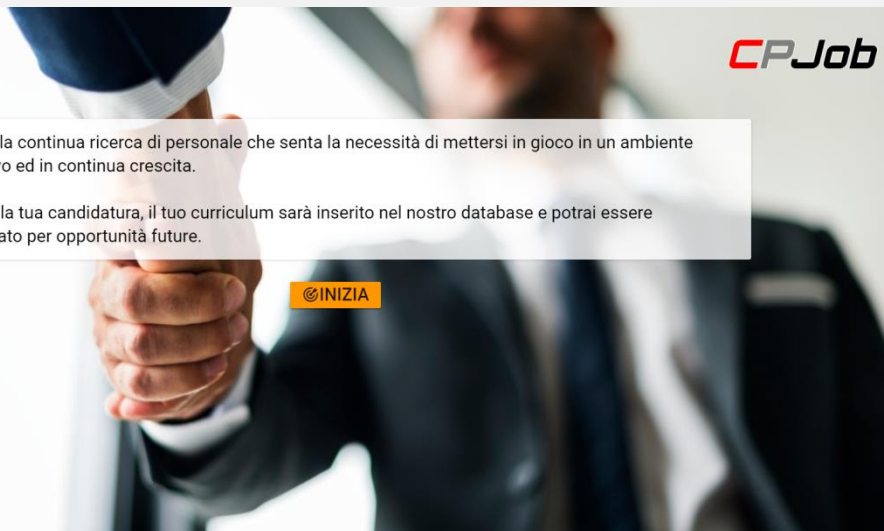 CPJob
la continua ricerca di personale che senta la necessità di mettersi in gioco in un ambiente
o ed in continua crescita.
la tua candidatura, il tuo curriculum sarà inserito nel nostro database e potrai essere
ato per opportunità future.
INIZIA